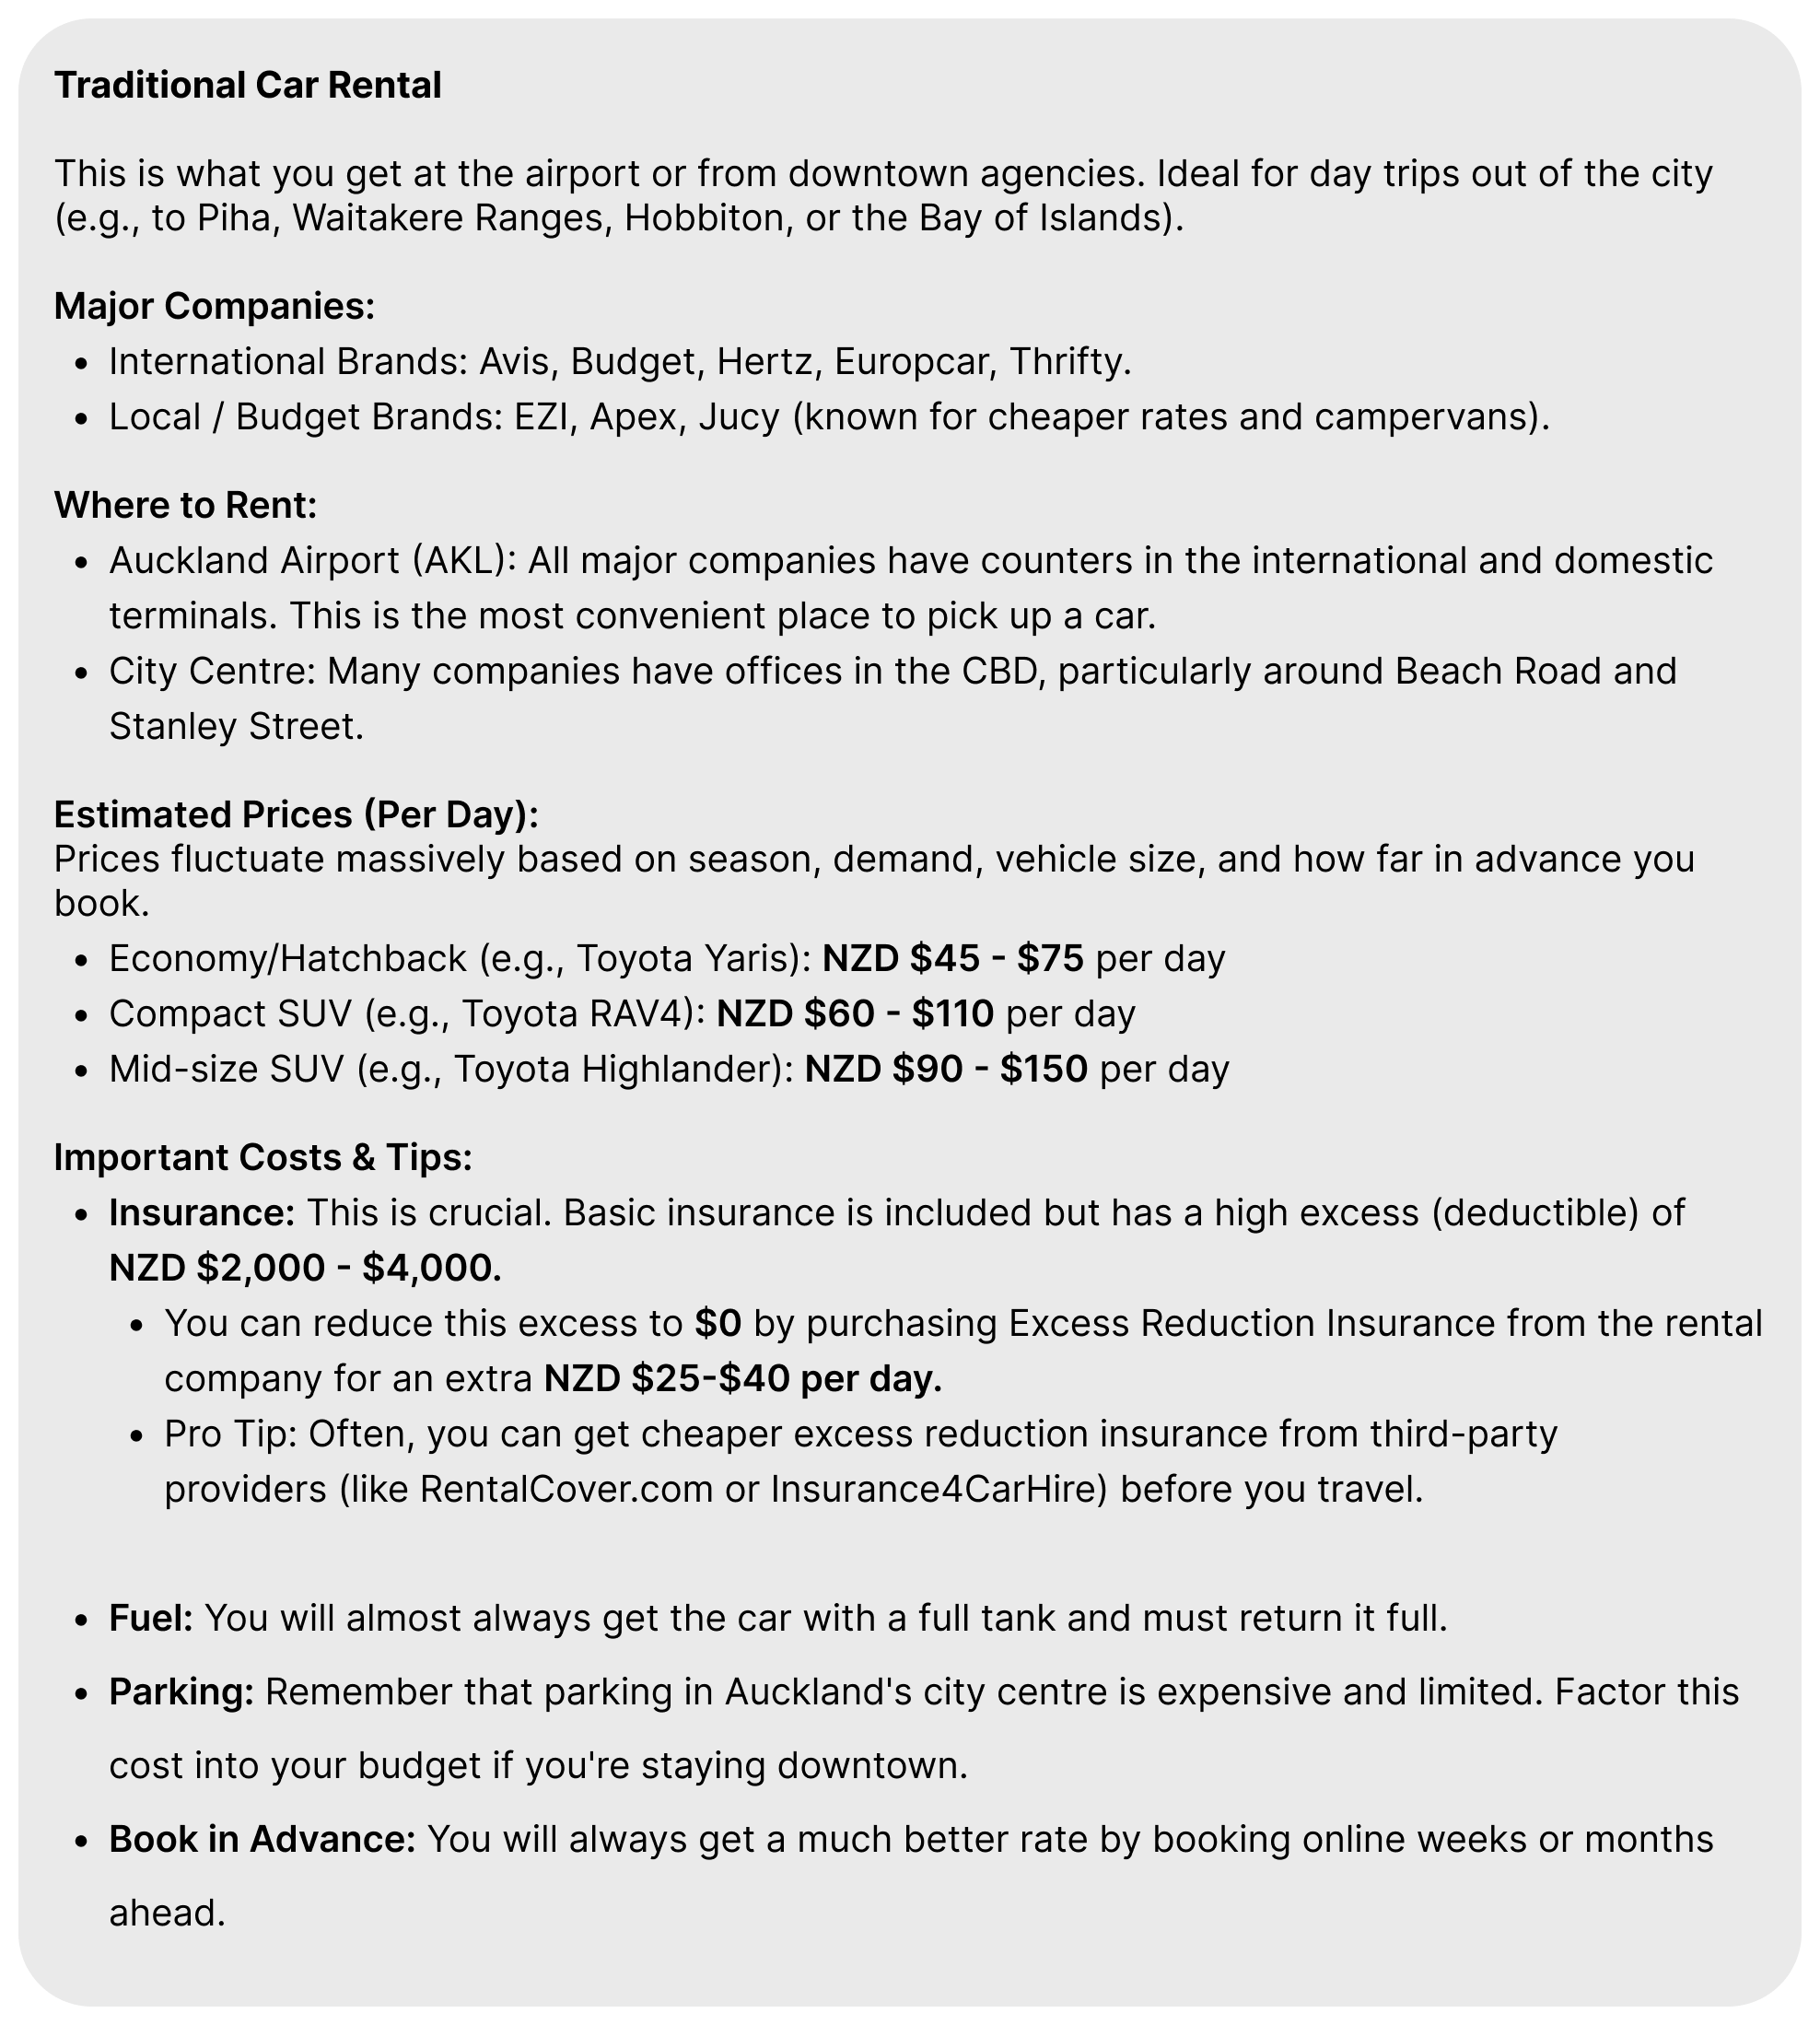 Traditional Car Rental
This is what you get at the airport or from downtown agencies. Ideal for day trips out of the city
(e.g., to Piha, Waitakere Ranges, Hobbiton, or the Bay of Islands).
Major Companies:
• International Brands: Avis, Budget, Hertz, Europcar, Thrifty.
• Local / Budget Brands: EZI, Apex, Jucy (known for cheaper rates and campervans).
Where to Rent:
• Auckland Airport (AKL): All major companies have counters in the international and domestic
terminals. This is the most convenient place to pick up a car.
• City Centre: Many companies have offices in the CBD, particularly around Beach Road and
Stanley Street.
Estimated Prices (Per Day):
Prices fluctuate massively based on season, demand, vehicle size, and how far in advance you
book.
• Economy/Hatchback (e.g., Toyota Yaris): NZD $45 - $75 per day
• Compact SUV (e.g., Toyota RAV4): NZD $60 - $110 per day
• Mid-size SUV (e.g., Toyota Highlander): NZD $90 - $150 per day
Important Costs & Tips:
• Insurance: This is crucial. Basic insurance is included but has a high excess (deductible) of
NZD $2,000 - $4,000.
• You can reduce this excess to $0 by purchasing Excess Reduction Insurance from the rental
company for an extra NZD $25-$40 per day.
• Pro Tip: Often, you can get cheaper excess reduction insurance from third-party
providers (like RentalCover.com or Insurance4CarHire) before you travel.
• Fuel: You will almost always get the car with a full tank and must return it full.
• Parking: Remember that parking in Auckland's city centre is expensive and limited. Factor this
cost into your budget if you're staying downtown.
• Book in Advance: You will always get a much better rate by booking online weeks or months
ahead.